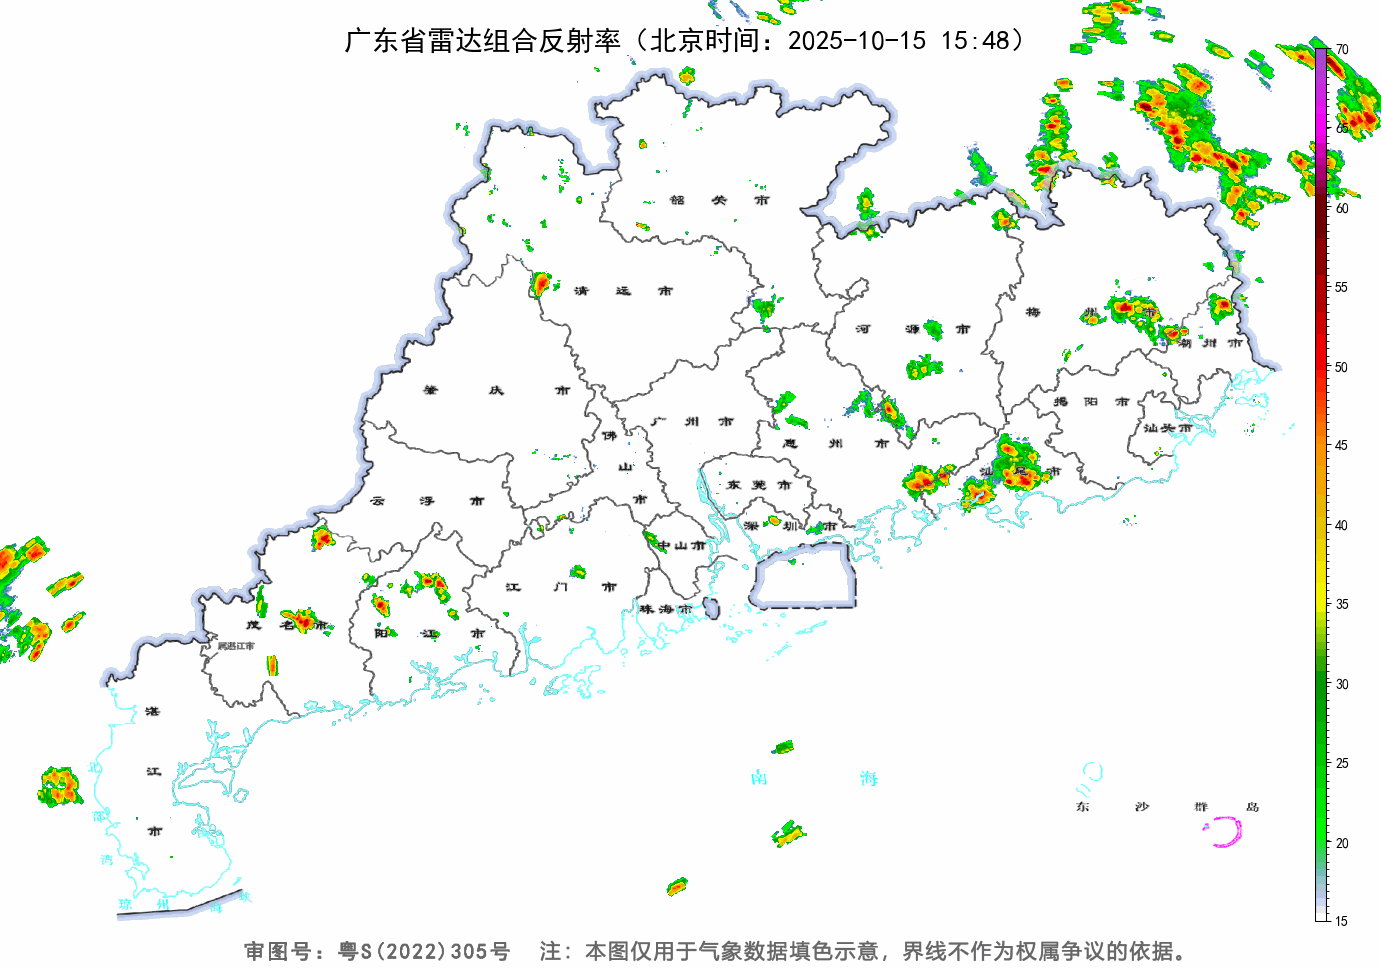 广东省雷达组合反射率（北京时间：2025-10-15 15:48）
70
65
60
55
50
45
40
35
30
25
20
15
韶关市
清远市
河源市
梅州市
潮州市
肇庆市
广州市
揭阳市
汕头市
佛山市
惠州市
汕尾市
云浮市
东莞市
深圳市
中山市
江门市
珠海市
茂名市
阳江市
属湛江市
湛江市
北部湾
琼州海峡
南海
东沙群岛
审图号：粤S(2022)305号 注：本图仅用于气象数据填色示意，界线不作为权属争议的依据。